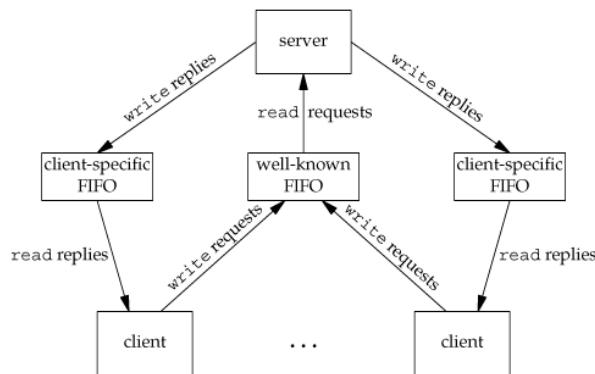 server
write replies
read requests
write replies
client-specific
FIFO
well-known
FIFO
client-specific
FIFO
read replies
write requests
write requests
read replies
client
...
client